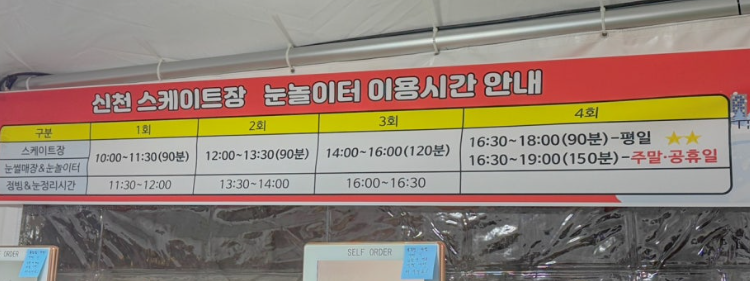 신천 스케이트장 눈놀이터 이용시간 안내
구분 1회 2회 3회 4회
스케이트장
눈썰매장&눈놀이터
10:00~11:30(90분) 12:00~13:30(90분) 14:00~16:00(120분)
16:30~18:00(90분)-평일 ★★
16:30~19:00(150분)-주말·공휴일
정빙&눈정리시간 11:30~12:00 13:30~14:00 16:00~16:30
ORDER
SELF ORDER